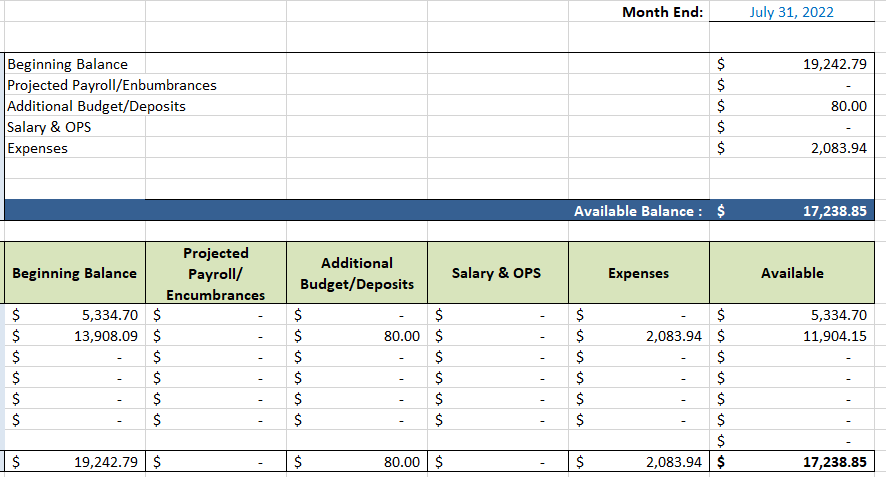 Month End: July 31, 2022
Beginning Balance $ 19,242.79
Projected Payroll/Enbumbrances $ -
Additional Budget/Deposits $ 80.00
Salary & OPS $ -
Expenses $ 2,083.94
Available Balance : $ 17,238.85
Beginning Balance Projected Payroll/ Encumbrances Additional Budget/Deposits Salary & OPS Expenses Available
$ 5,334.70 $ - $ - $ - $ - $ 5,334.70
$ 13,908.09 $ - $ 80.00 $ - $ 2,083.94 $ 11,904.15
$ - $ - $ - $ - $ - $ -
$ - $ - $ - $ - $ - $ -
$ - $ - $ - $ - $ - $ -
$ - $ - $ - $ - $ - $ -
$ -
$ 19,242.79 $ - $ 80.00 $ - $ 2,083.94 $ 17,238.85